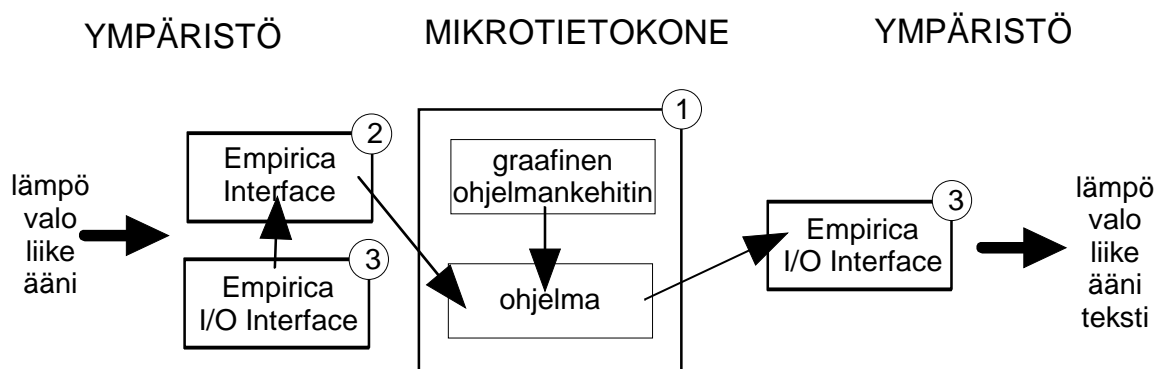 YMPÄRISTÖ
MIKROTIETOKONE
YMPÄRISTÖ
lämpö
valo
liike
ääni
2
Empirica
Interface
3
Empirica
I/O Interface
1
graafinen
ohjelmankehitin
ohjelma
3
Empirica
I/O Interface
lämpö
valo
liike
ääni
teksti